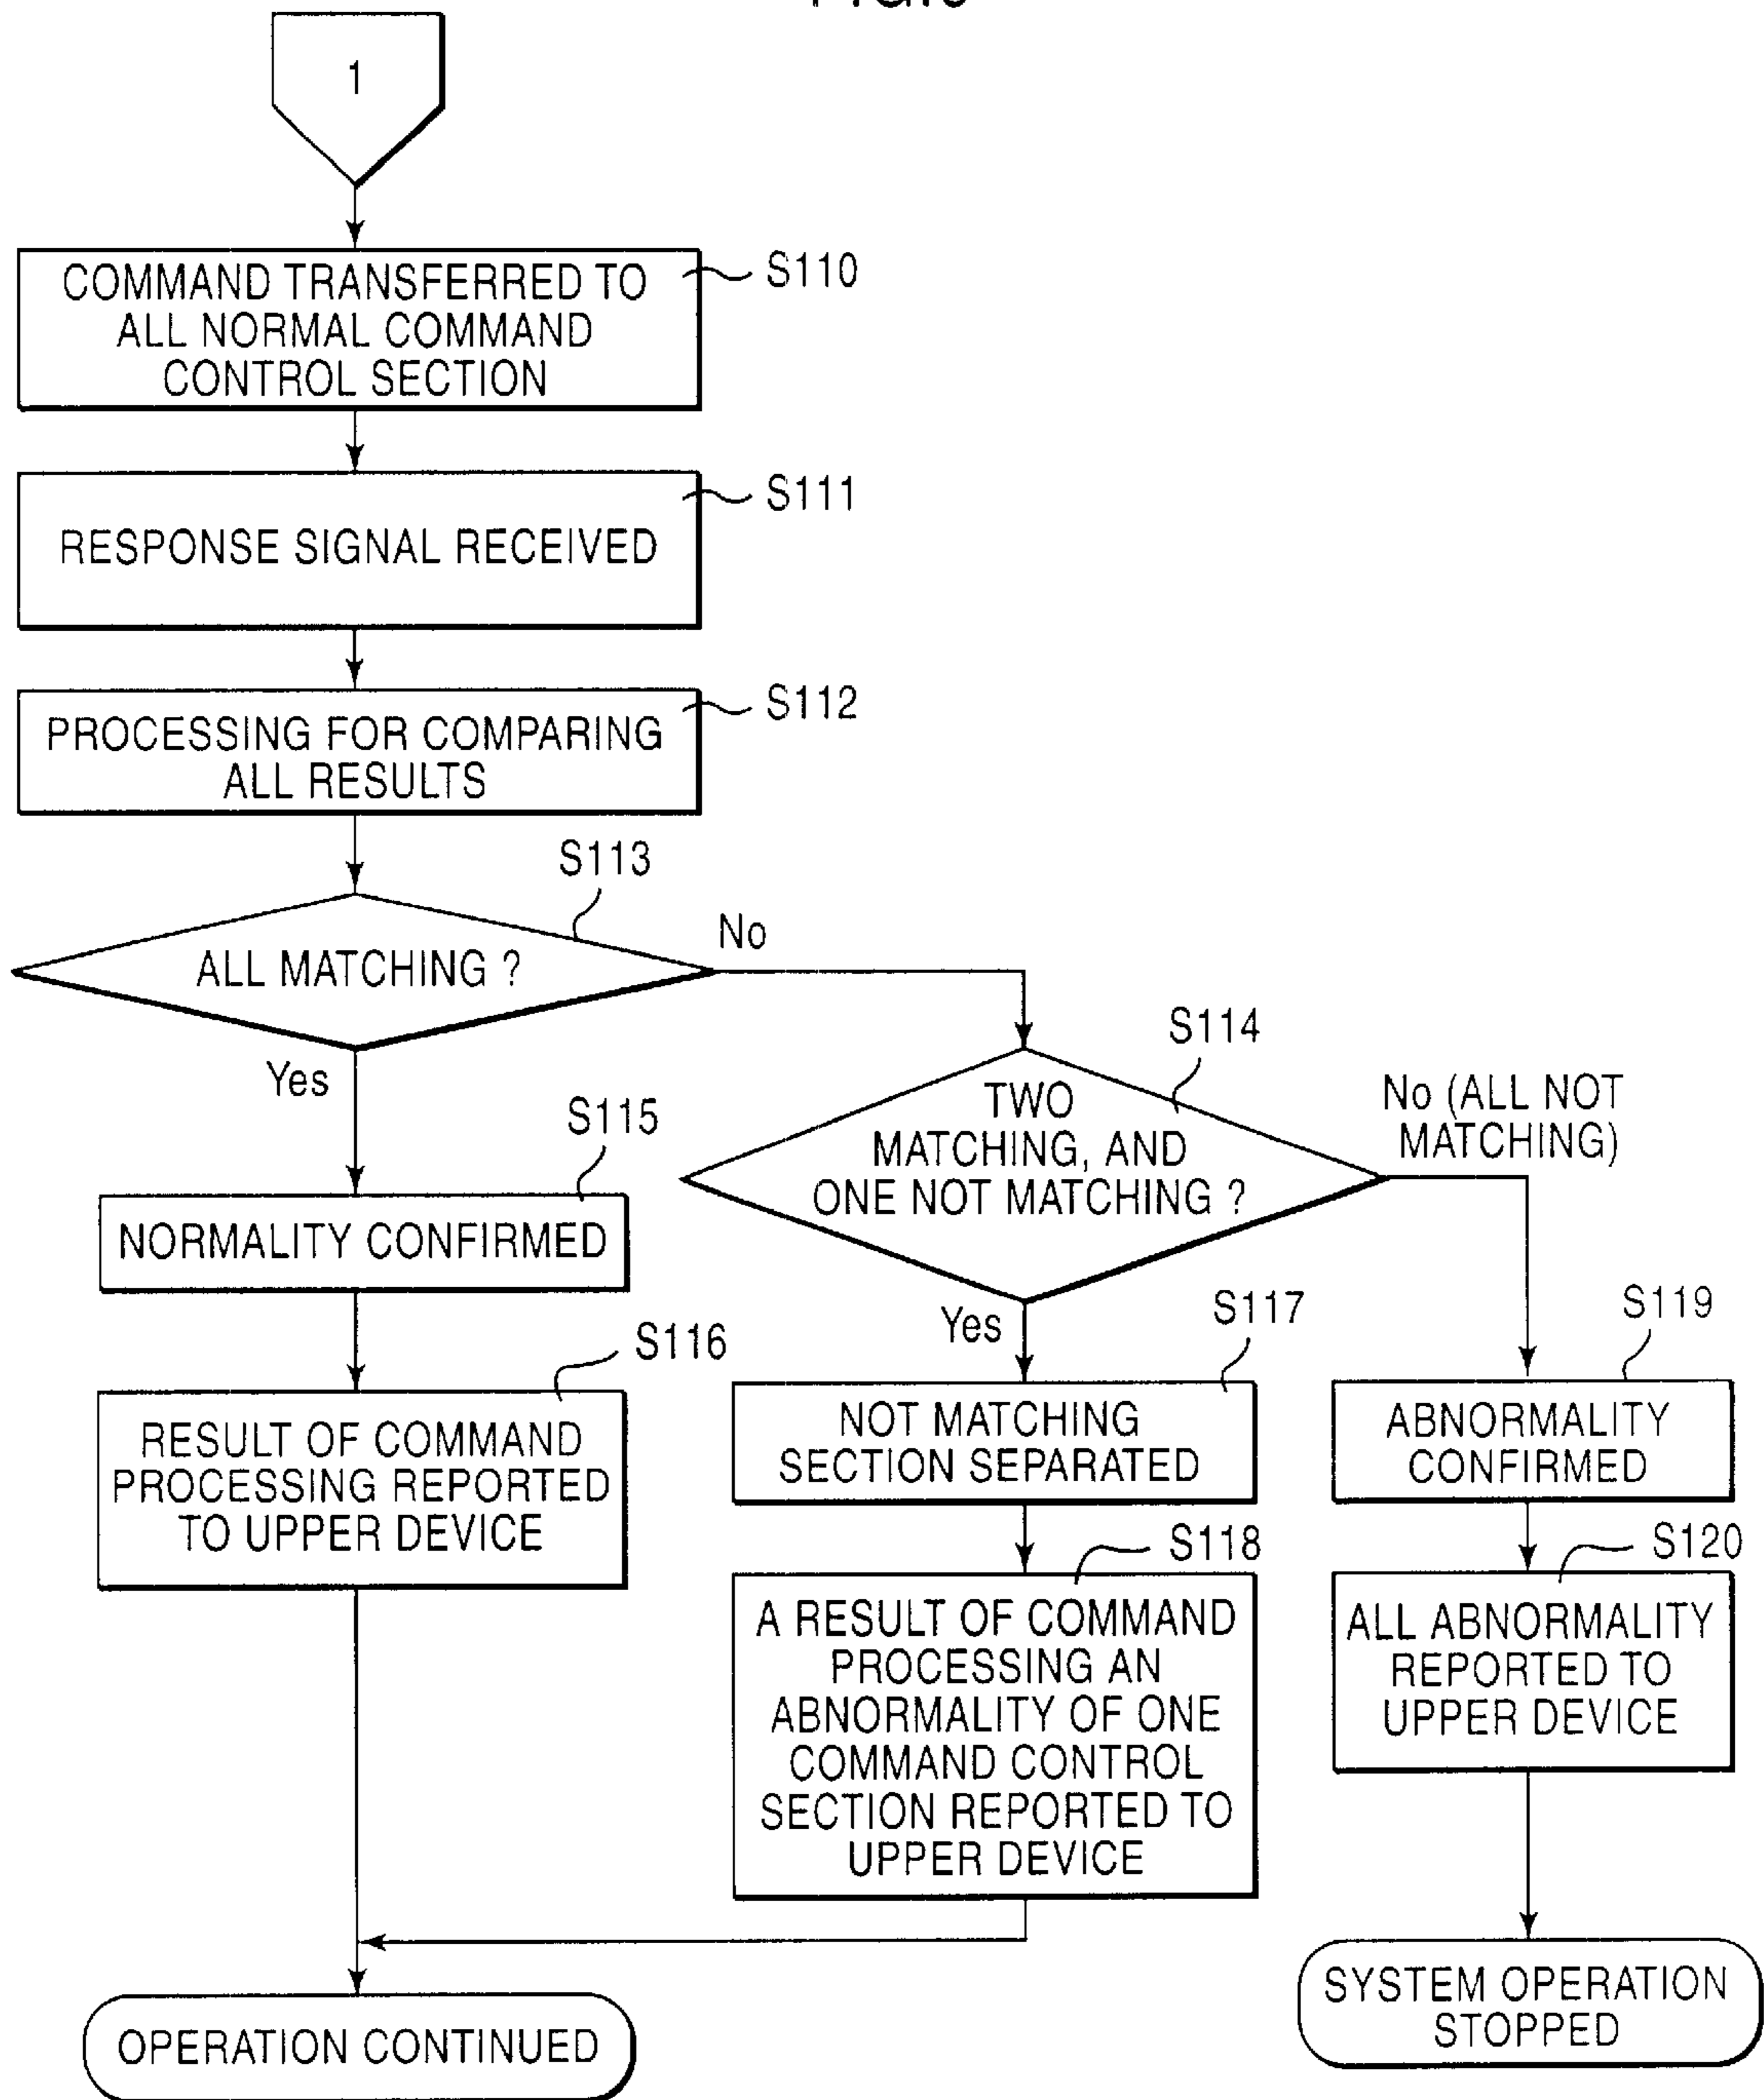 1
COMMAND TRANSFERRED TO
ALL NORMAL COMMAND
CONTROL SECTION
S110
RESPONSE SIGNAL RECEIVED
S111
PROCESSING FOR COMPARING
ALL RESULTS
S112
ALL MATCHING ?
S113
No
Yes
TWO
MATCHING, AND
ONE NOT MATCHING ?
S114
No (ALL NOT
MATCHING)
Yes
NORMALITY CONFIRMED
S115
RESULT OF COMMAND
PROCESSING REPORTED
TO UPPER DEVICE
S116
NOT MATCHING
SECTION SEPARATED
S117
A RESULT OF COMMAND
PROCESSING AN
ABNORMALITY OF ONE
COMMAND CONTROL
SECTION REPORTED TO
UPPER DEVICE
S118
ABNORMALITY
CONFIRMED
S119
ALL ABNORMALITY
REPORTED TO
UPPER DEVICE
S120
OPERATION CONTINUED
SYSTEM OPERATION
STOPPED